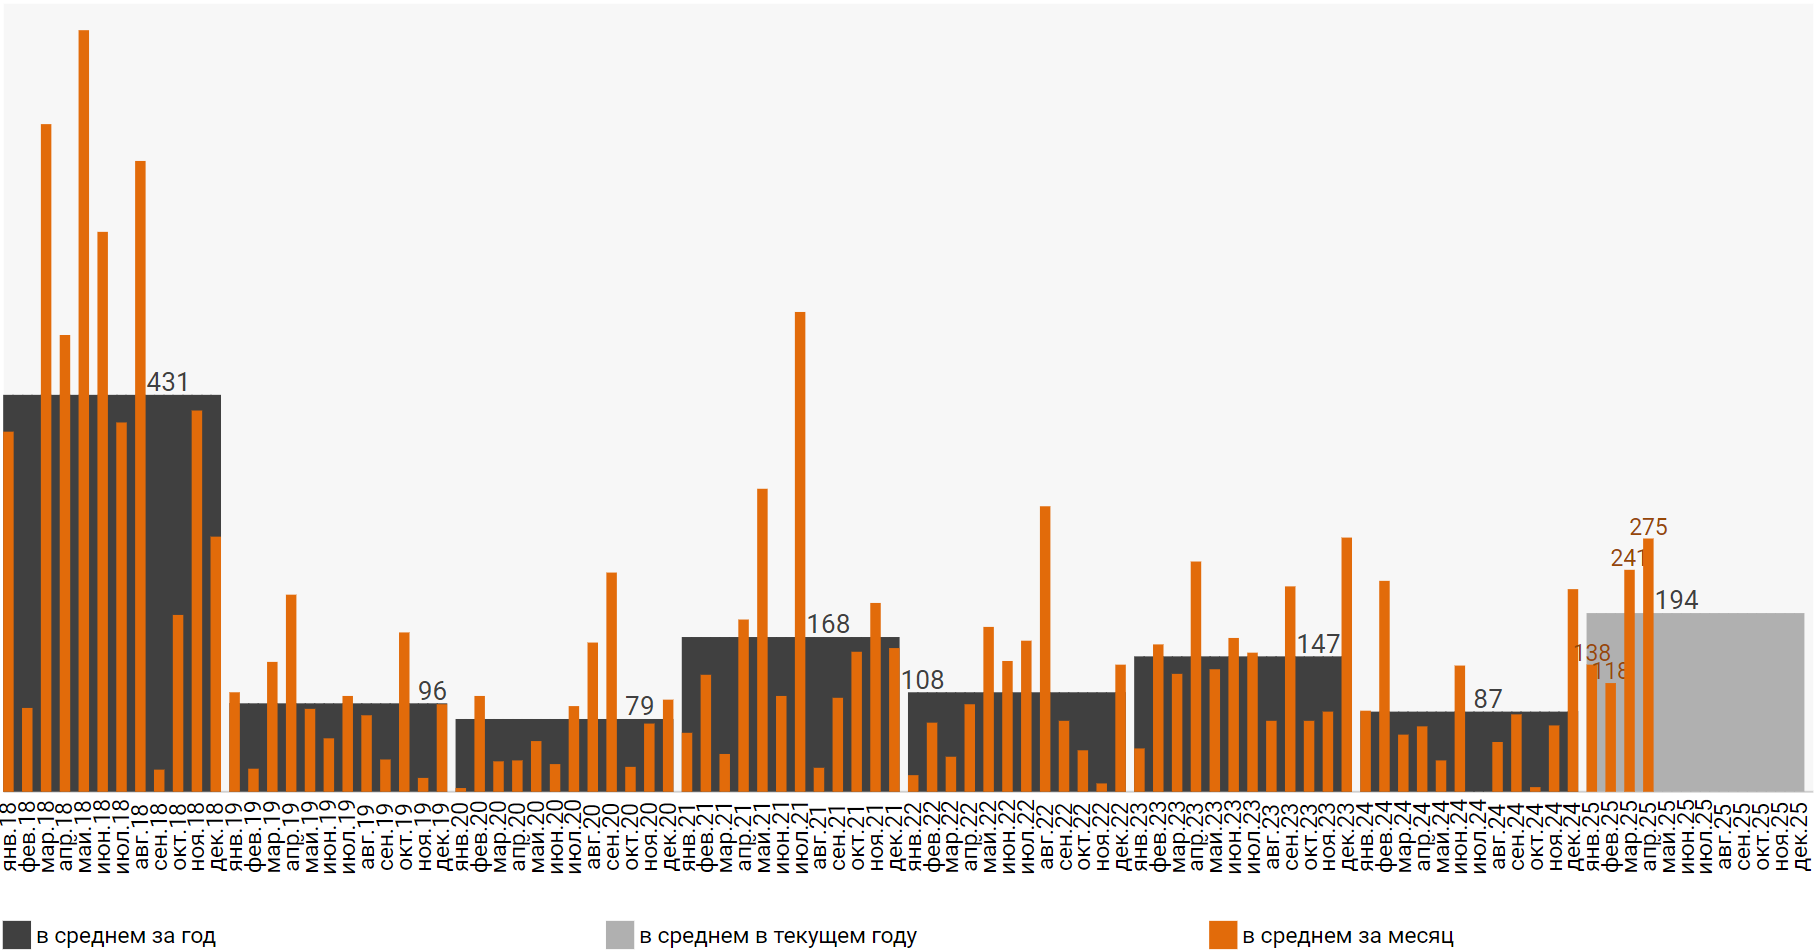 431
96
79
168
108
147
87
138
118
241
275
194
янв.18
фев.18
мар.18
апр.18
май.18
июн.18
июл.18
авг.18
сен.18
окт.18
ноя.18
дек.18
янв.19
фев.19
мар.19
апр.19
май.19
июн.19
июл.19
авг.19
сен.19
окт.19
ноя.19
дек.19
янв.20
фев.20
мар.20
апр.20
май.20
июн.20
июл.20
авг.20
сен.20
окт.20
ноя.20
дек.20
янв.21
фев.21
мар.21
апр.21
май.21
июн.21
июл.21
авг.21
сен.21
окт.21
ноя.21
дек.21
янв.22
фев.22
мар.22
апр.22
май.22
июн.22
июл.22
авг.22
сен.22
окт.22
ноя.22
дек.22
янв.23
фев.23
мар.23
апр.23
май.23
июн.23
июл.23
авг.23
сен.23
окт.23
ноя.23
дек.23
янв.24
фев.24
мар.24
апр.24
май.24
июн.24
июл.24
авг.24
сен.24
окт.24
ноя.24
дек.24
янв.25
фев.25
мар.25
апр.25
май.25
июн.25
июл.25
авг.25
сен.25
окт.25
ноя.25
дек.25
в среднем за год
в среднем в текущем году
в среднем за месяц